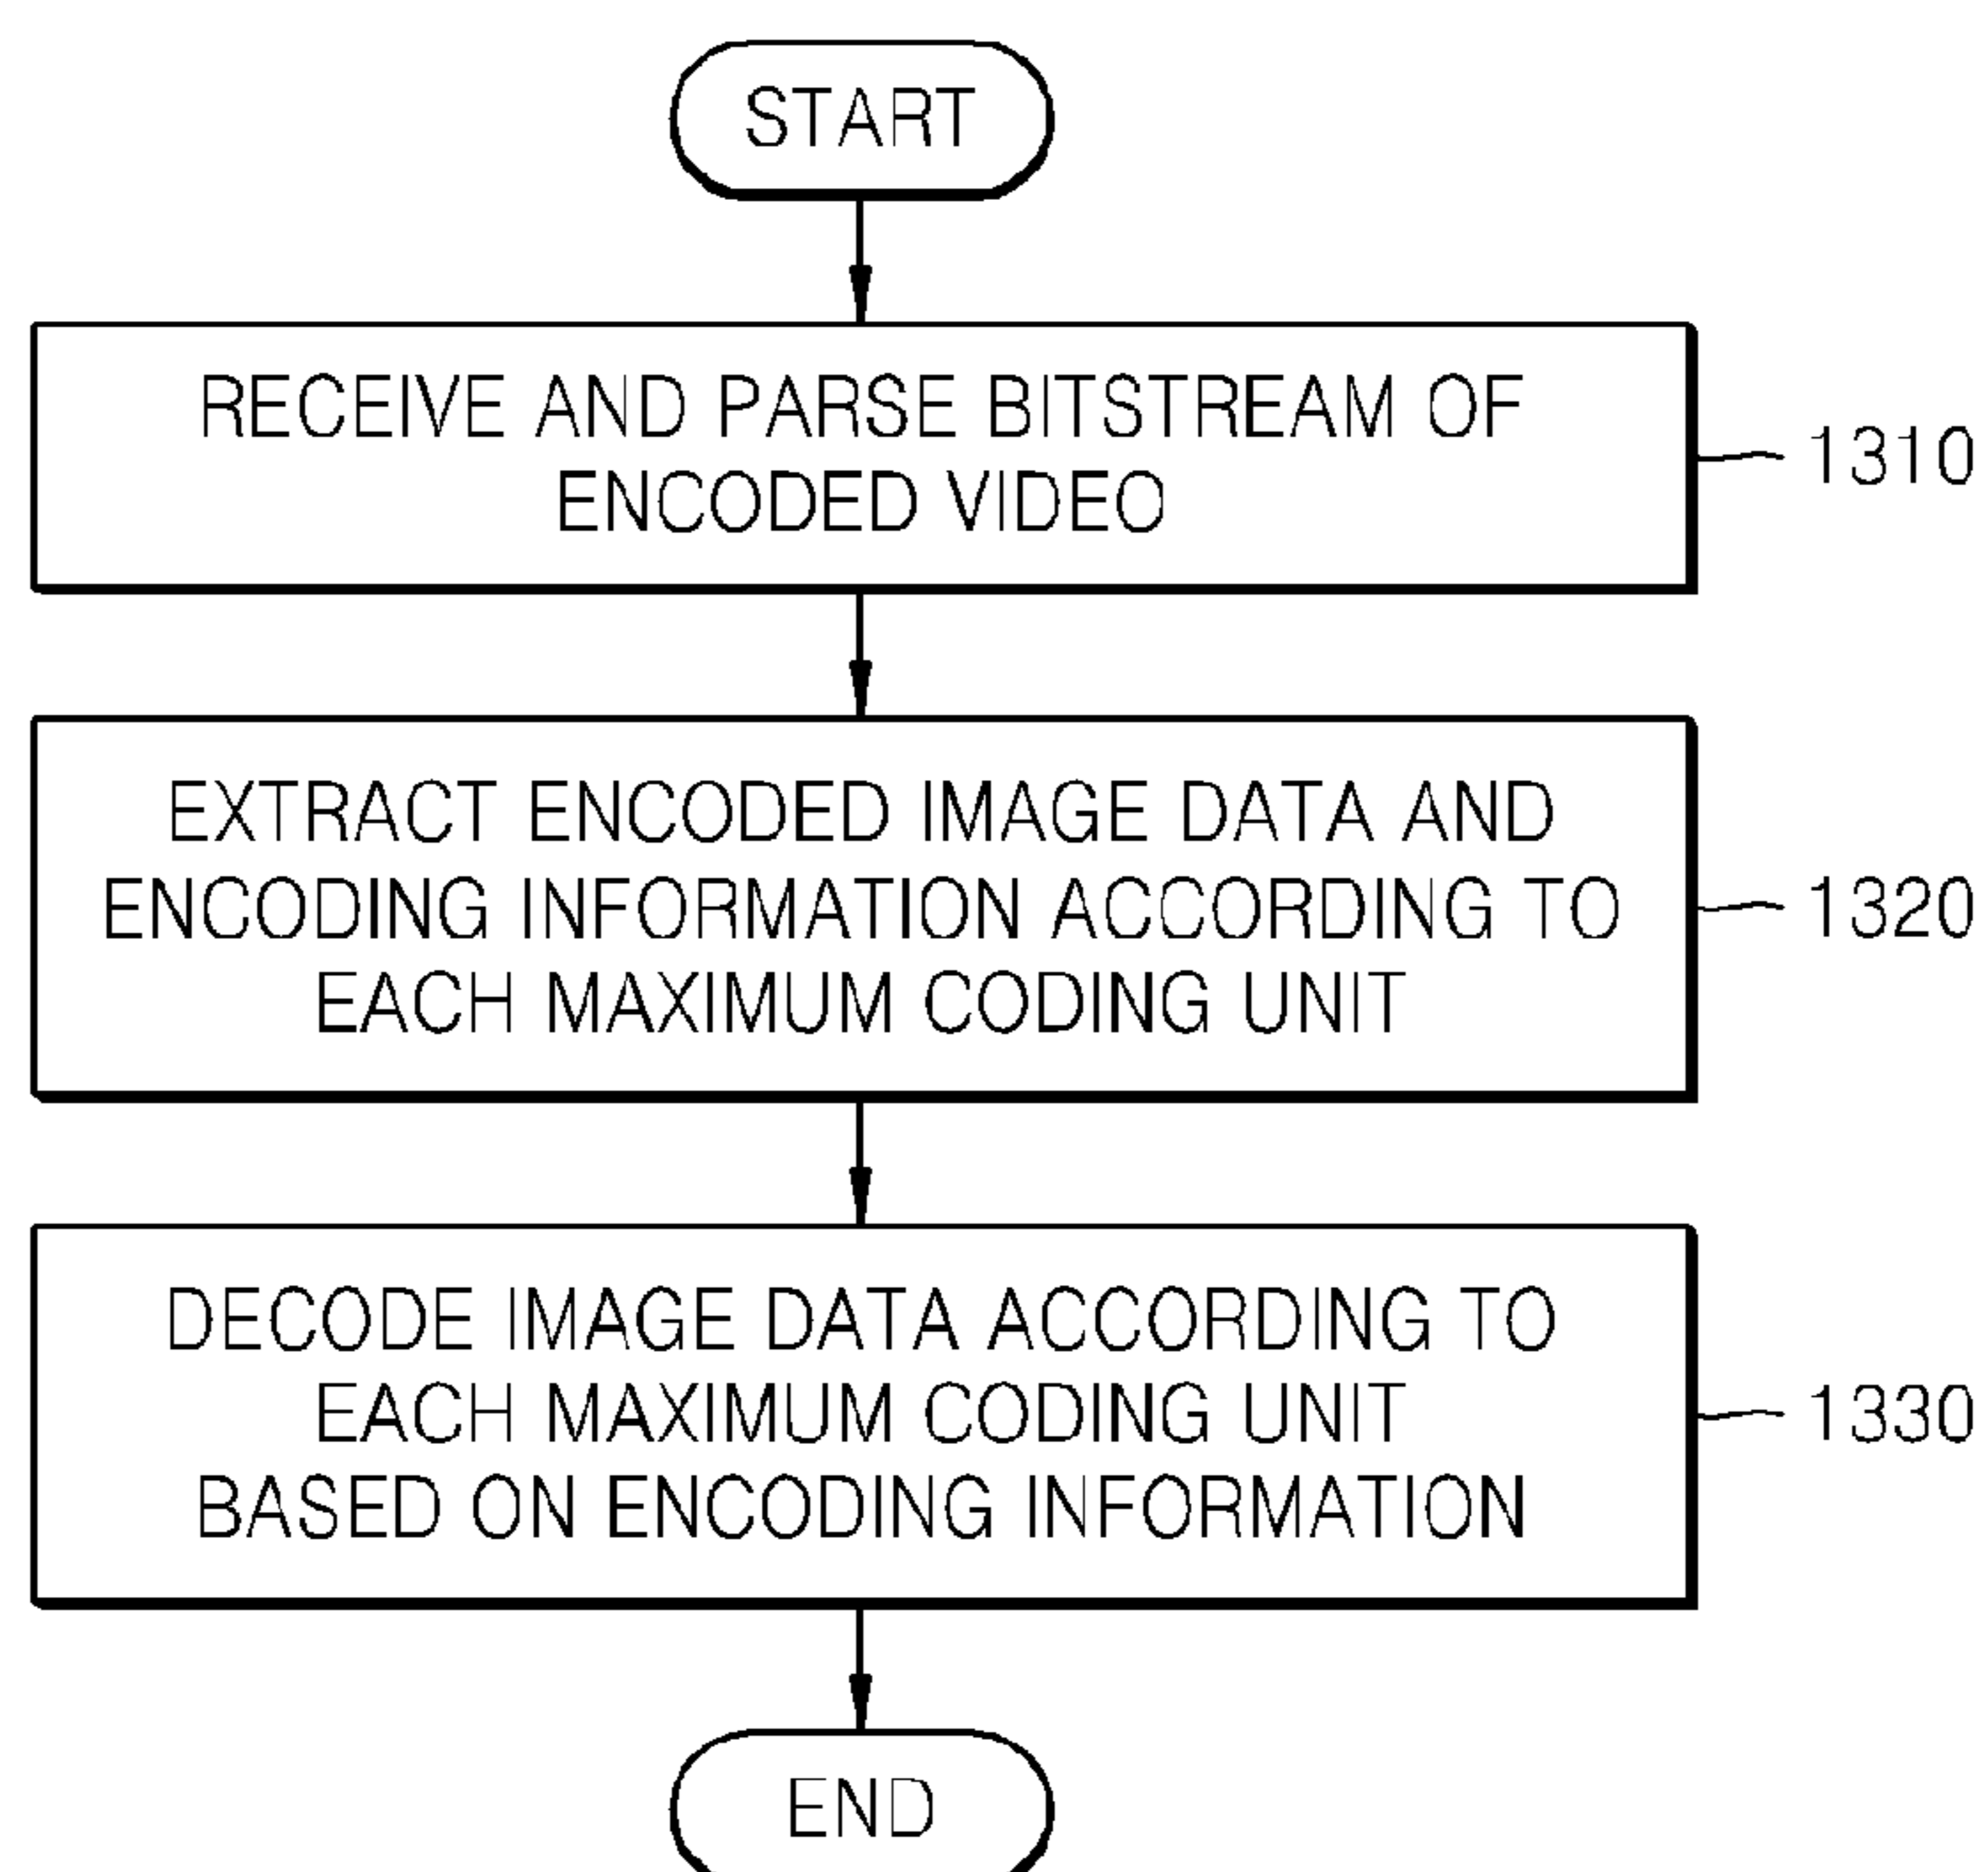 START
RECEIVE AND PARSE BITSTREAM OF
ENCODED VIDEO
1310
EXTRACT ENCODED IMAGE DATA AND
ENCODING INFORMATION ACCORDING TO
EACH MAXIMUM CODING UNIT
1320
DECODE IMAGE DATA ACCORDING TO
EACH MAXIMUM CODING UNIT
BASED ON ENCODING INFORMATION
1330
END